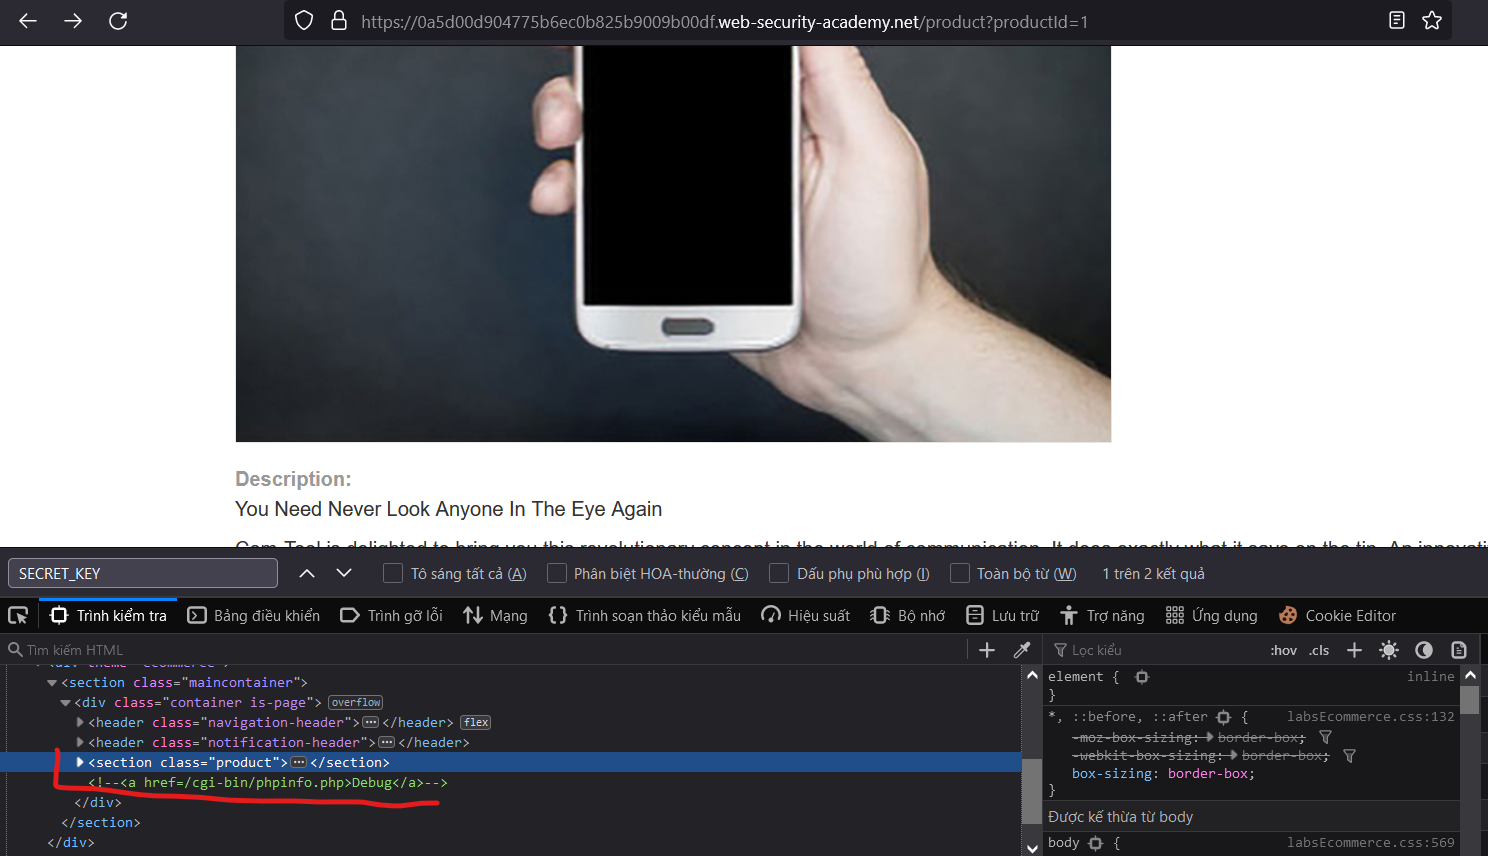 https://0a5d00d904775b6ec0b825b9009b00df.web-security-academy.net/product?productId=1
Description:
You Need Never Look Anyone In The Eye Again
SECRET_KEY
Tô sáng tất cả (A)
Phân biệt HOA-thường (C)
Dấu phụ phù hợp (I)
Toàn bộ từ (W)
1 trên 2 kết quả
Trình kiểm tra
Bảng điều khiển
Trình gỡ lỗi
Mạng
Trình soạn thảo kiểu mẫu
Hiệu suất
Bộ nhớ
Lưu trữ
Trợ năng
Ứng dụng
Cookie Editor
Tìm kiếm HTML
Lọc kiểu
:hov .cls
<section class="maincontainer">
<div class="container is-page"> overflow
<header class="navigation-header"> ••• </header> flex
<header class="notification-header"> ••• </header>
<section class="product"> ••• </section>
<!--<a href=/cgi-bin/phpinfo.php>Debug</a>-->
</div>
</section>
</div>
element { inline
}
*, ::before, ::after { labsEcommerce.css:132
-moz-box-sizing: border-box;
-webkit-box-sizing: border-box;
box-sizing: border-box;
}
Được kế thừa từ body
body { labsEcommerce.css:569